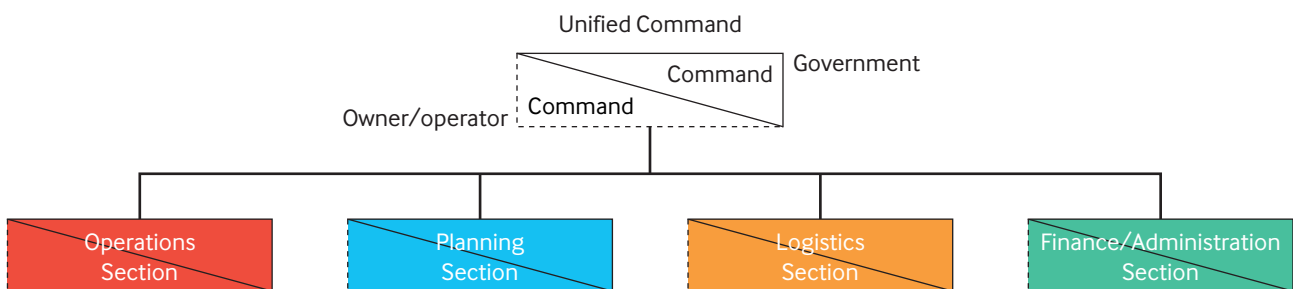 Unified Command
Command
Government
Command
Owner/operator
Operations
Section
Planning
Section
Logistics
Section
Finance/Administration
Section